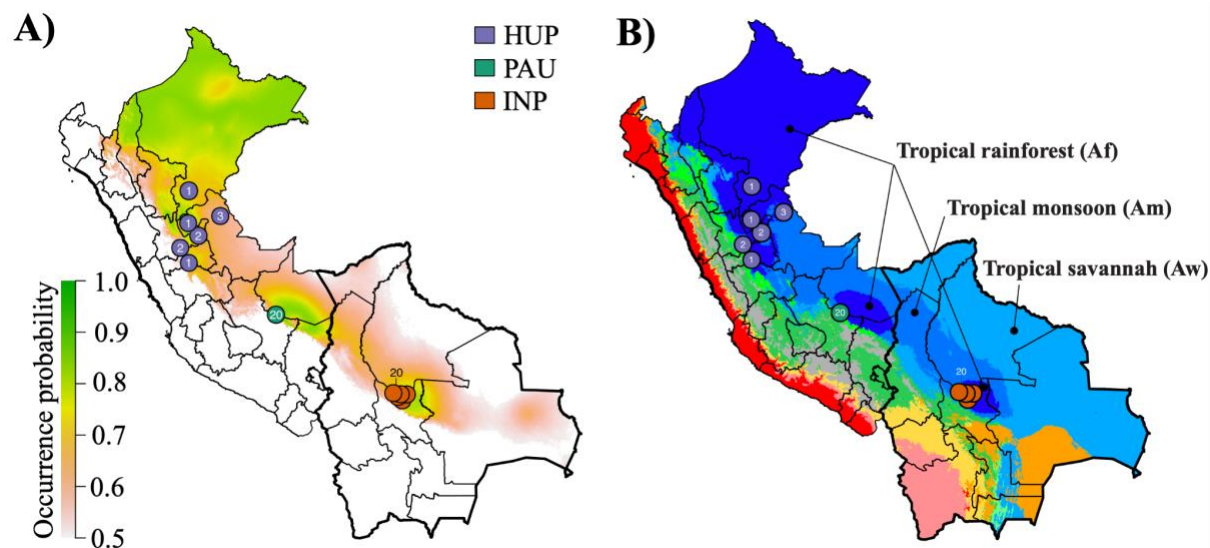 A)
HUP
PAU
INP
B)
Tropical rainforest (Af)
Tropical monsoon (Am)
Tropical savannah (Aw)
1
3
1
2
2
1
20
20
1
3
1
2
2
1
20
20
Occurrence probability
1.0
0.9
0.8
0.7
0.6
0.5